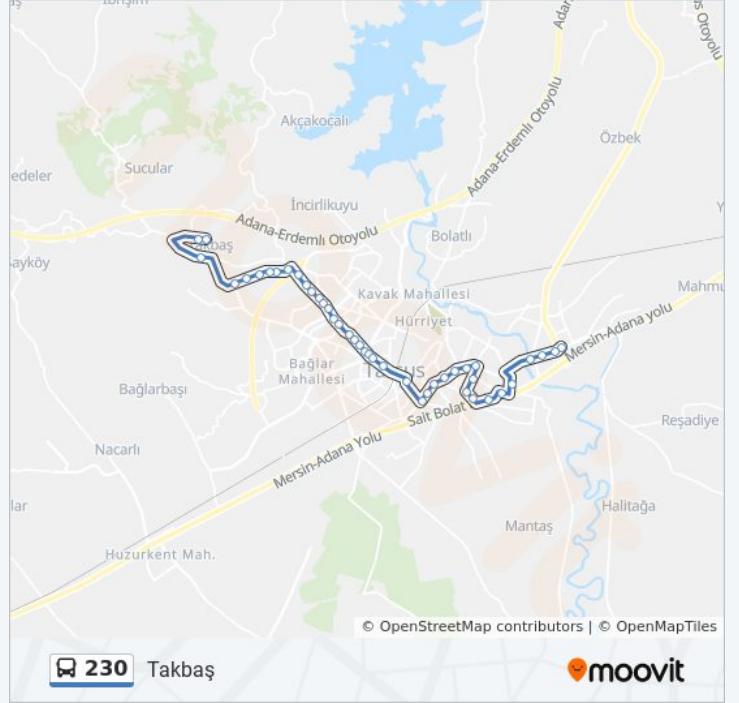 İbrişim
Akçakocalı
Sucular
Özbek
İncirlikuyu
Adana-Erdemli Otoyolu
Adana-Erdemli Otoyolu
Bolatlı
Kavak Mahallesi
Hürriyet
Mahmu
Mersin-Adana yolu
Bağlar
Mahallesi
Bağlarbaşı
Sait Bolat
Reşadiye
Nacarlı
Mersin-Adana Yolu
Halitağa
Mantaş
Huzurkent Mah.
© OpenStreetMap contributors | © OpenMapTiles
230 Takbaş
moovit